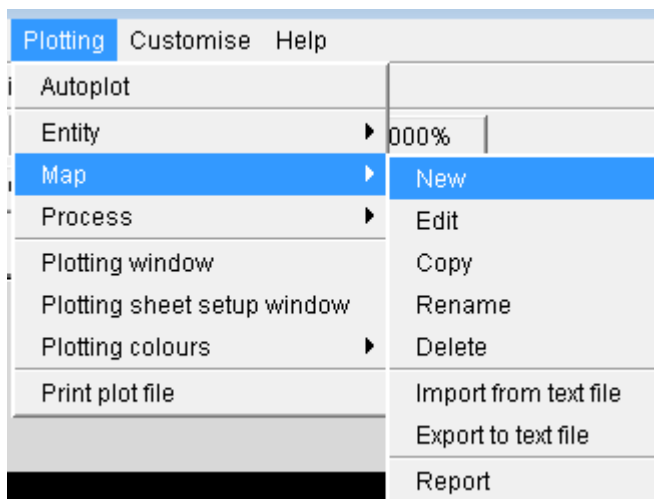 Plotting Customise Help
Autoplot
Entity
000%
Map
New
Process
Edit
Plotting window
Copy
Plotting sheet setup window
Rename
Plotting colours
Delete
Print plot file
Import from text file
Export to text file
Report